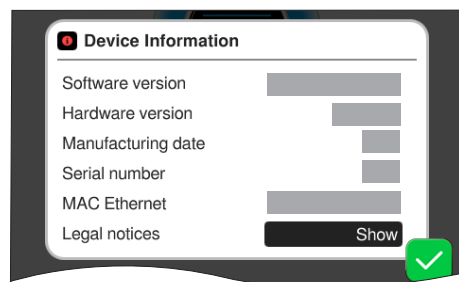 Device Information
Software version
Hardware version
Manufacturing date
Serial number
MAC Ethernet
Legal notices Show